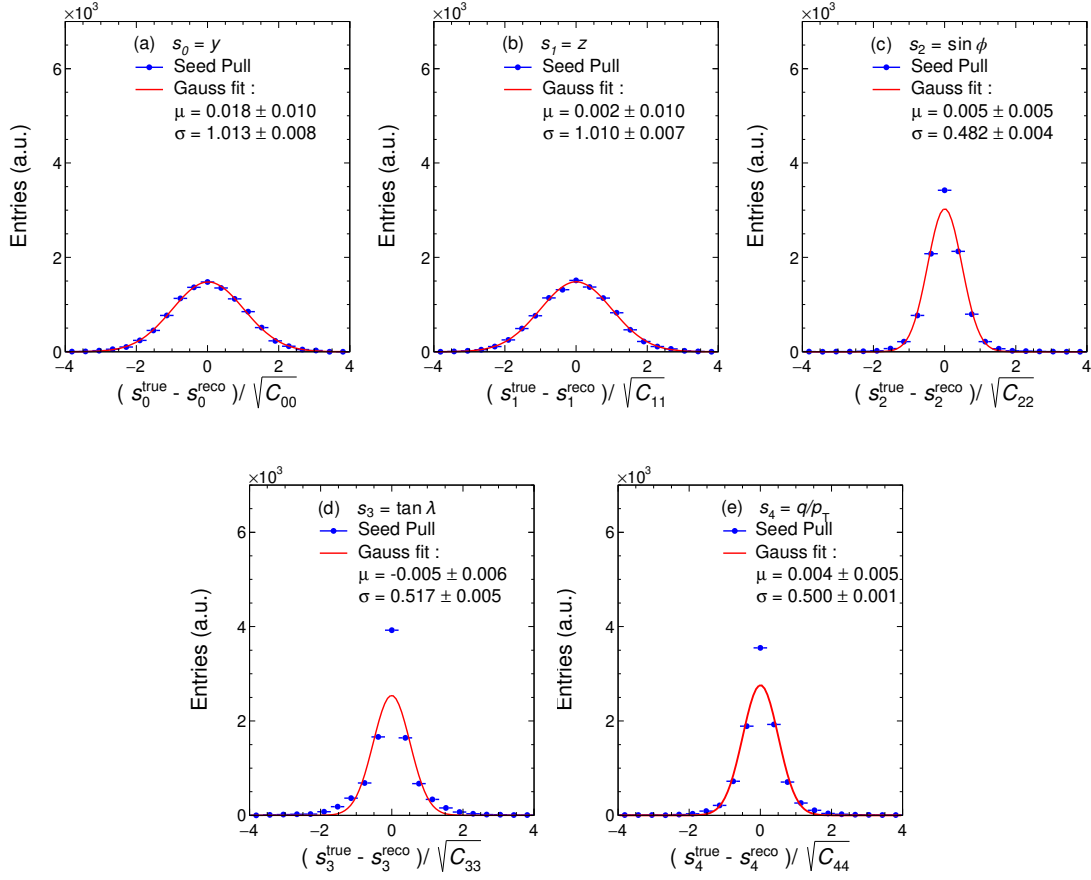 ×10³
(a) s₀ = y
Seed Pull
Gauss fit :
μ = 0.018 ± 0.010
σ = 1.013 ± 0.008
Entries (a.u.)
6
4
2
0
−4 −2 0 2 4
( s₀^true - s₀^reco )/ √C₀₀
×10³
(b) s₁ = z
Seed Pull
Gauss fit :
μ = 0.002 ± 0.010
σ = 1.010 ± 0.007
Entries (a.u.)
6
4
2
0
−4 −2 0 2 4
( s₁^true - s₁^reco )/ √C₁₁
×10³
(c) s₂ = sin ϕ
Seed Pull
Gauss fit :
μ = 0.005 ± 0.005
σ = 0.482 ± 0.004
Entries (a.u.)
6
4
2
0
−4 −2 0 2 4
( s₂^true - s₂^reco )/ √C₂₂
×10³
(d) s₃ = tan λ
Seed Pull
Gauss fit :
μ = -0.005 ± 0.006
σ = 0.517 ± 0.005
Entries (a.u.)
6
4
2
0
−4 −2 0 2 4
( s₃^true - s₃^reco )/ √C₃₃
×10³
(e) s₄ = q/p_T
Seed Pull
Gauss fit :
μ = 0.004 ± 0.005
σ = 0.500 ± 0.001
Entries (a.u.)
6
4
2
0
−4 −2 0 2 4
( s₄^true - s₄^reco )/ √C₄₄